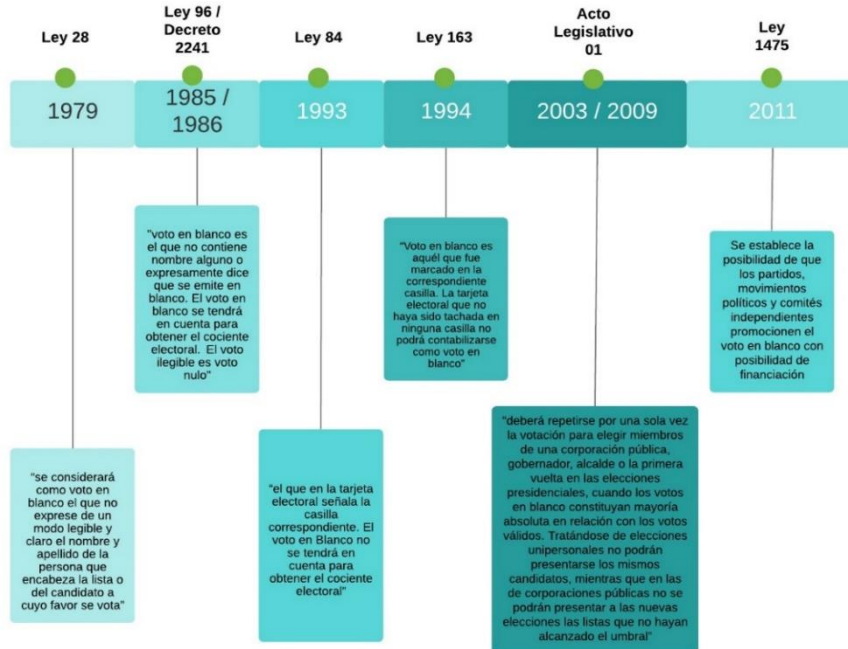 Ley 28
Ley 96 /
Decreto
2241
Ley 84
Ley 163
Acto
Legislativo
01
Ley
1475
1979
1985 /
1986
1993
1994
2003 / 2009
2011
"voto en blanco es
el que no contiene
nombre alguno o
expresamente dice
que se emite en
blanco. El voto en
blanco se tendrá
en cuenta para
obtener el cociente
electoral. El voto
ilegible es voto
nulo"
"Voto en blanco es
aquél que fue
marcado en la
correspondiente
casilla. La tarjeta
electoral que no
haya sido tachada en
ninguna casilla no
podrá contabilizarse
como voto en
blanco"
Se establece la
posibilidad de que
los partidos,
movimientos
políticos y comités
independientes
promocionen el
voto en blanco con
posibilidad de
financiación
"se considerará
como voto en
blanco el que no
exprese de un
modo legible y
claro el nombre y
apellido de la
persona que
encabeza la lista o
del candidato a
cuyo favor se vota"
"el que en la tarjeta
electoral señala la
casilla
correspondiente. El
voto en Blanco no
se tendrá en
cuenta para
obtener el cociente
electoral"
"deberá repetirse por una sola vez
la votación para elegir miembros
de una corporación pública,
gobernador, alcalde o la primera
vuelta en las elecciones
presidenciales, cuando los votos
en blanco constituyan mayoría
absoluta en relación con los votos
válidos. Tratándose de elecciones
unipersonales no podrán
presentarse los mismos
candidatos, mientras que en las
de corporaciones públicas no se
podrán presentar a las nuevas
elecciones las listas que no hayan
alcanzado el umbral"